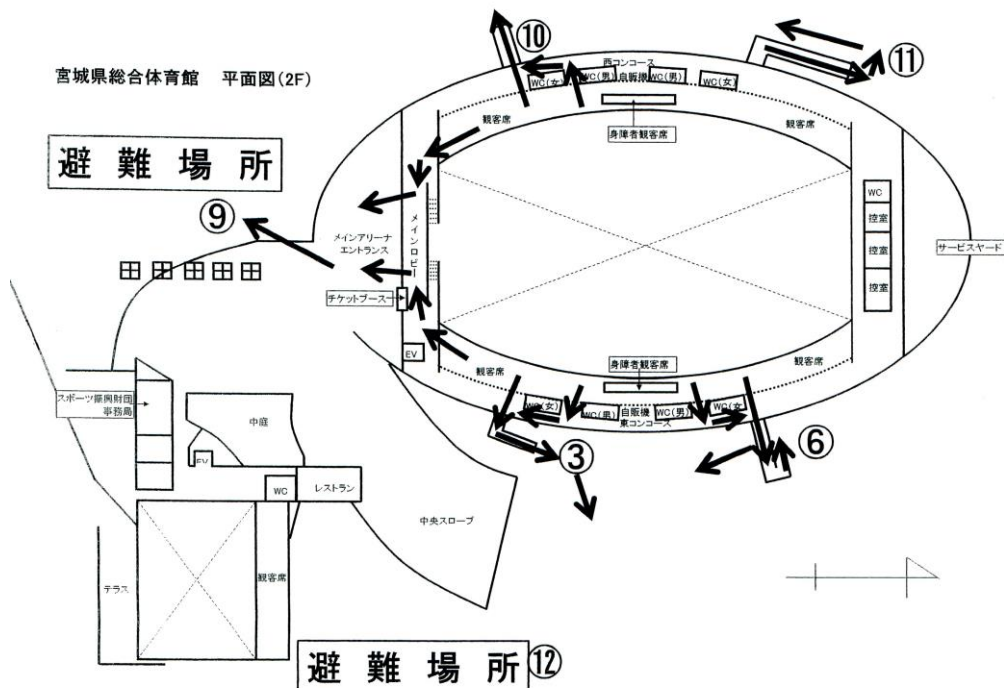 宮城県総合体育館 平面図(2F)
避難場所
⑨
⑩
⑪
西コンコース
WC(女)
WC(男)
自販機
WC(男)
WC(女)
観客席
身障者観客席
観客席
メインアリーナ
エントランス
メインロビー
チケットブース
EV
WC
控室
控室
控室
サービスヤード
観客席
身障者観客席
観客席
WC(女)
WC(男)
自販機
WC(男)
WC(女)
東コンコース
③
⑥
スポーツ振興財団
事務局
中庭
EV
WC
レストラン
中央スロープ
テラス
観客席
避難場所⑫